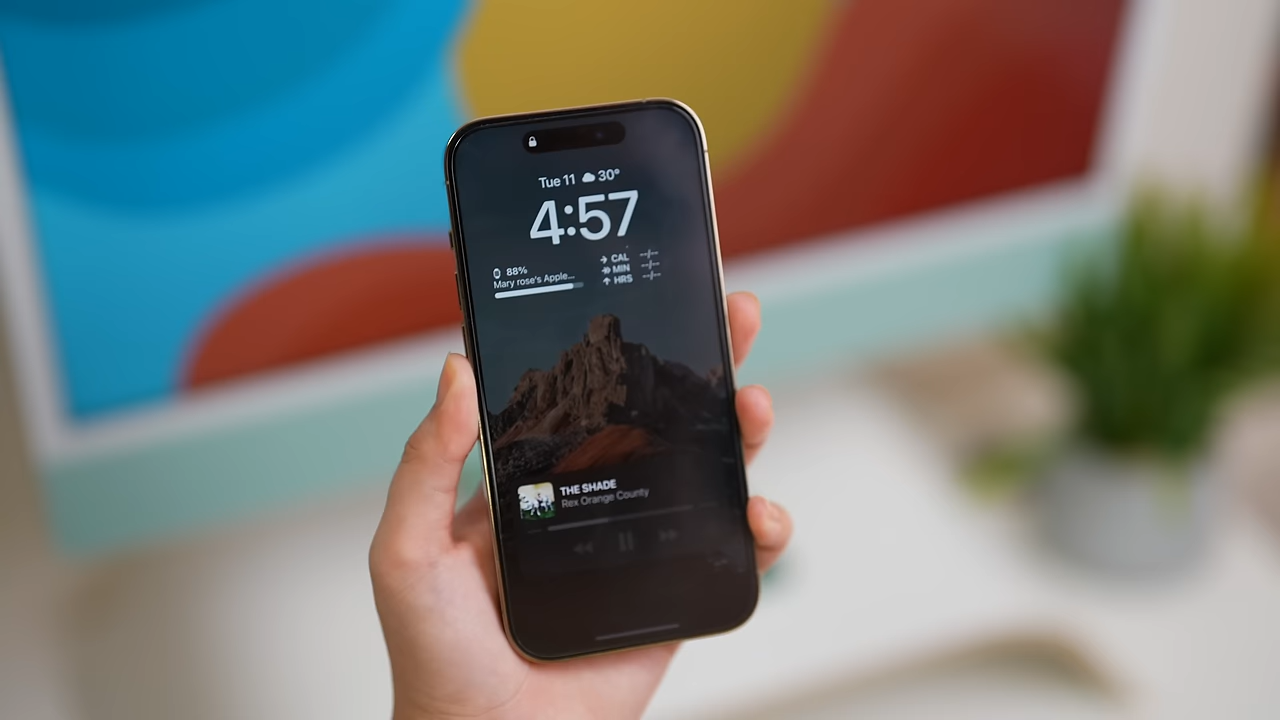 Tue 11 30°
4:57
88%
Mary rose's Apple...
CAL --/--
MIN --/--
HRS --/--
THE SHADE
Rex Orange County